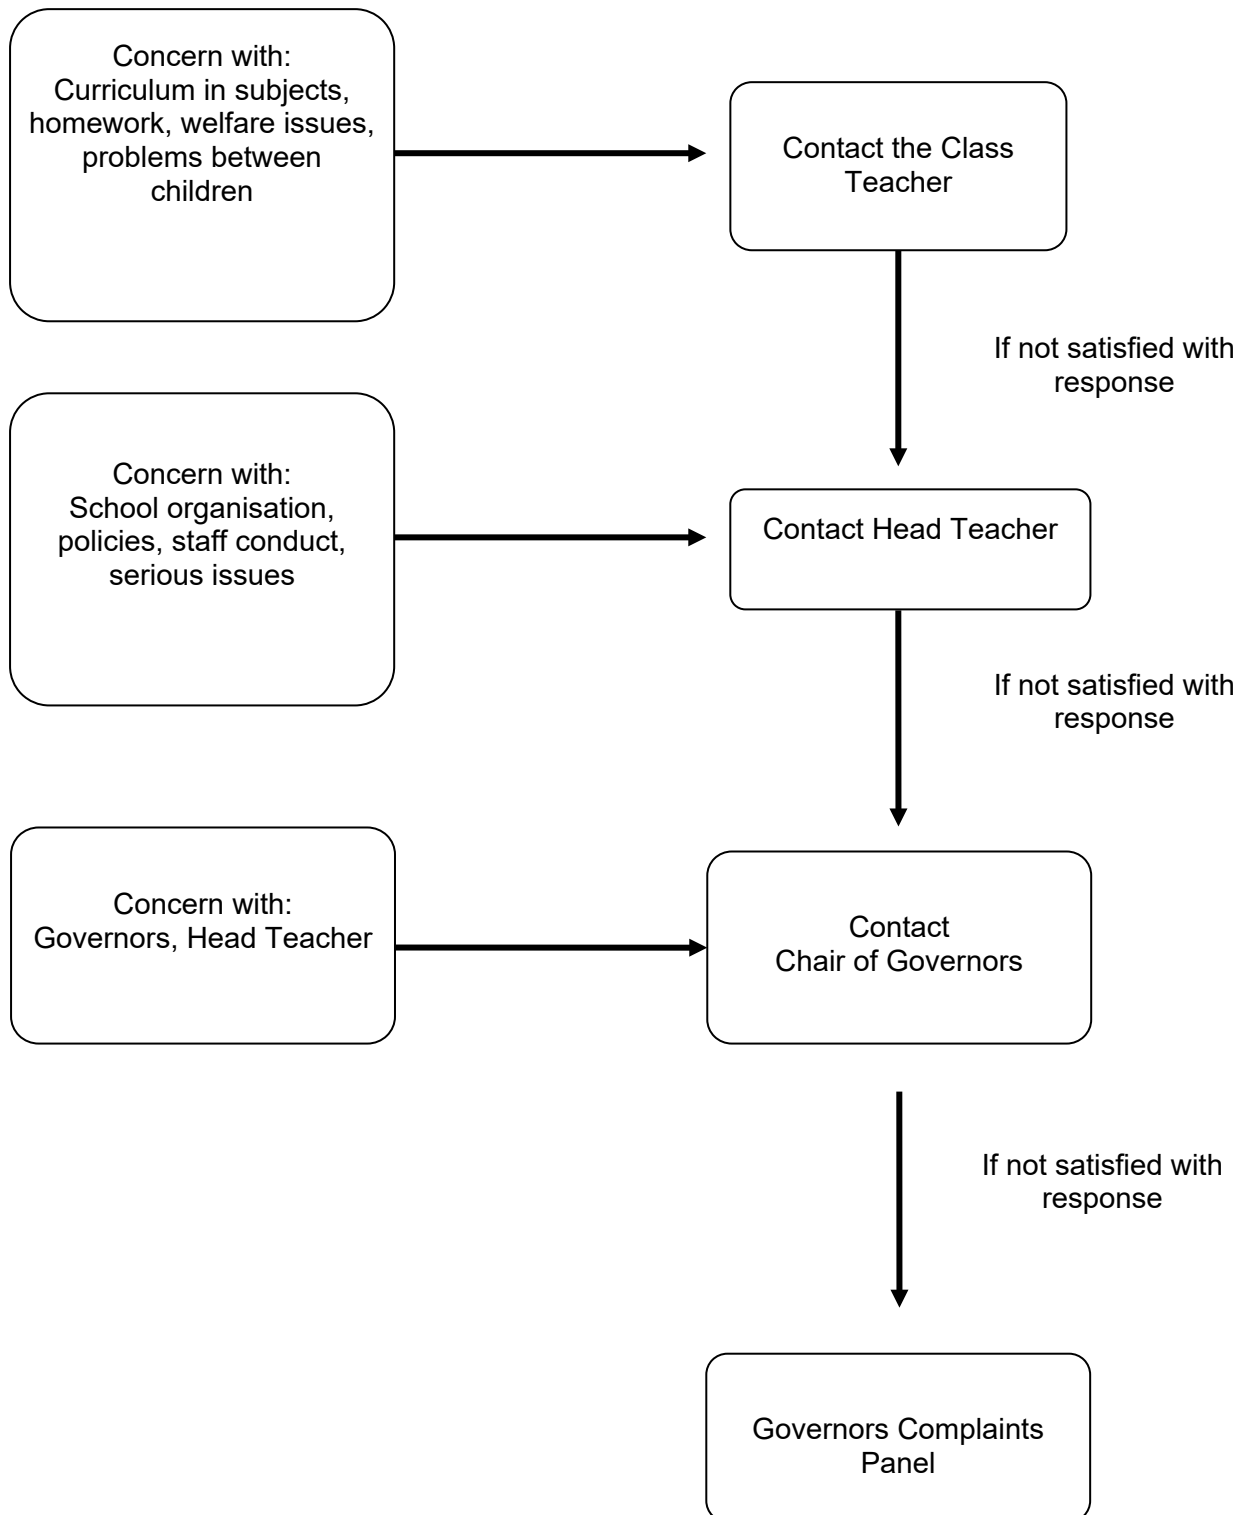 Concern with:
Curriculum in subjects,
homework, welfare issues,
problems between
children
Contact the Class
Teacher
If not satisfied with
response
Concern with:
School organisation,
policies, staff conduct,
serious issues
Contact Head Teacher
If not satisfied with
response
Concern with:
Governors, Head Teacher
Contact
Chair of Governors
If not satisfied with
response
Governors Complaints
Panel